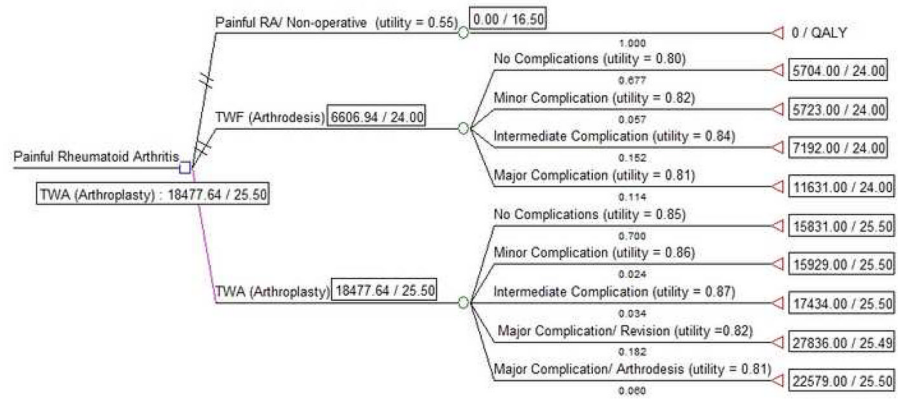 Painful RA/ Non-operative (utility = 0.55) 0.00 / 16.50
1.000
0 / QALY
Painful Rheumatoid Arthritis
TWA (Arthroplasty) : 18477.64 / 25.50
TWF (Arthrodesis) 6606.94 / 24.00
No Complications (utility = 0.80)
0.677
5704.00 / 24.00
Minor Complication (utility = 0.82)
0.057
5723.00 / 24.00
Intermediate Complication (utility = 0.84)
0.152
7192.00 / 24.00
Major Complication (utility = 0.81)
0.114
11631.00 / 24.00
TWA (Arthroplasty) 18477.64 / 25.50
No Complications (utility = 0.85)
0.700
15831.00 / 25.50
Minor Complication (utility = 0.86)
0.024
15929.00 / 25.50
Intermediate Complication (utility = 0.87)
0.034
17434.00 / 25.50
Major Complication/ Revision (utility =0.82)
0.182
27836.00 / 25.49
Major Complication/ Arthrodesis (utility = 0.81)
0.060
22579.00 / 25.50